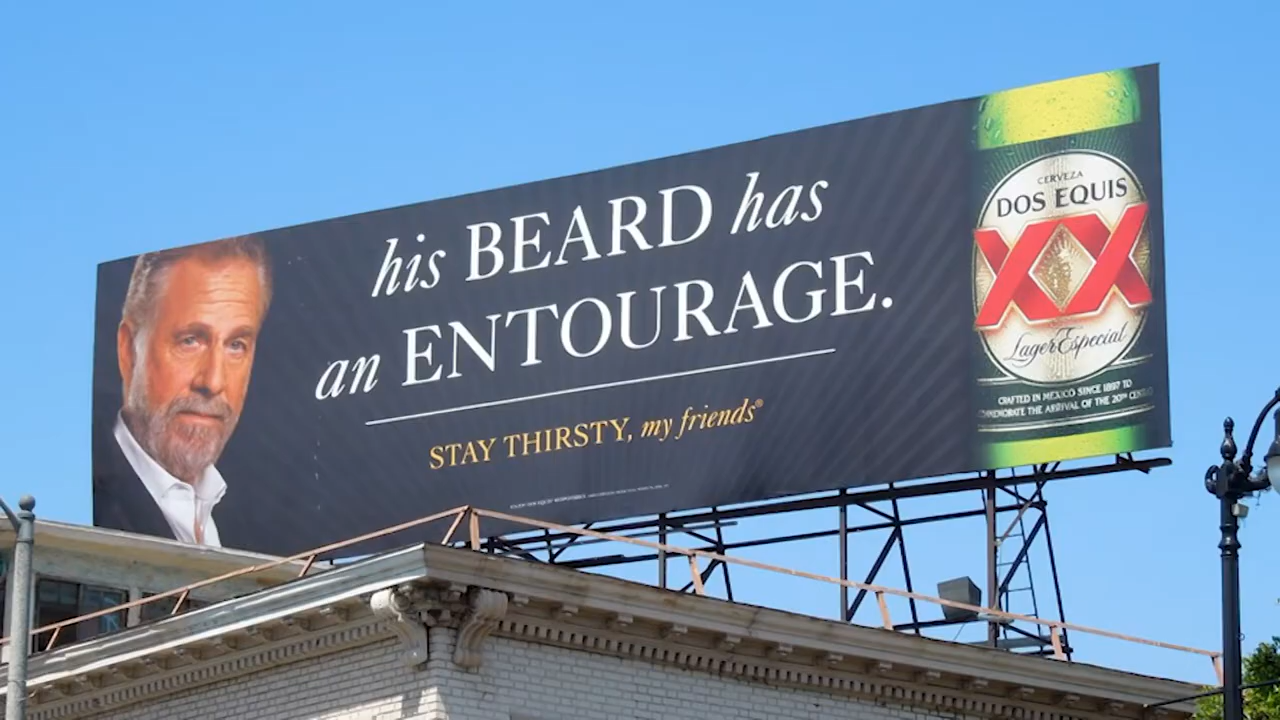 his BEARD has
an ENTOURAGE.
STAY THIRSTY, my friends®
CERVEZA
DOS EQUIS
XX
Lager Especial
CRAFTED IN MEXICO SINCE 1897 TO
COMMEMORATE THE ARRIVAL OF THE 20TH